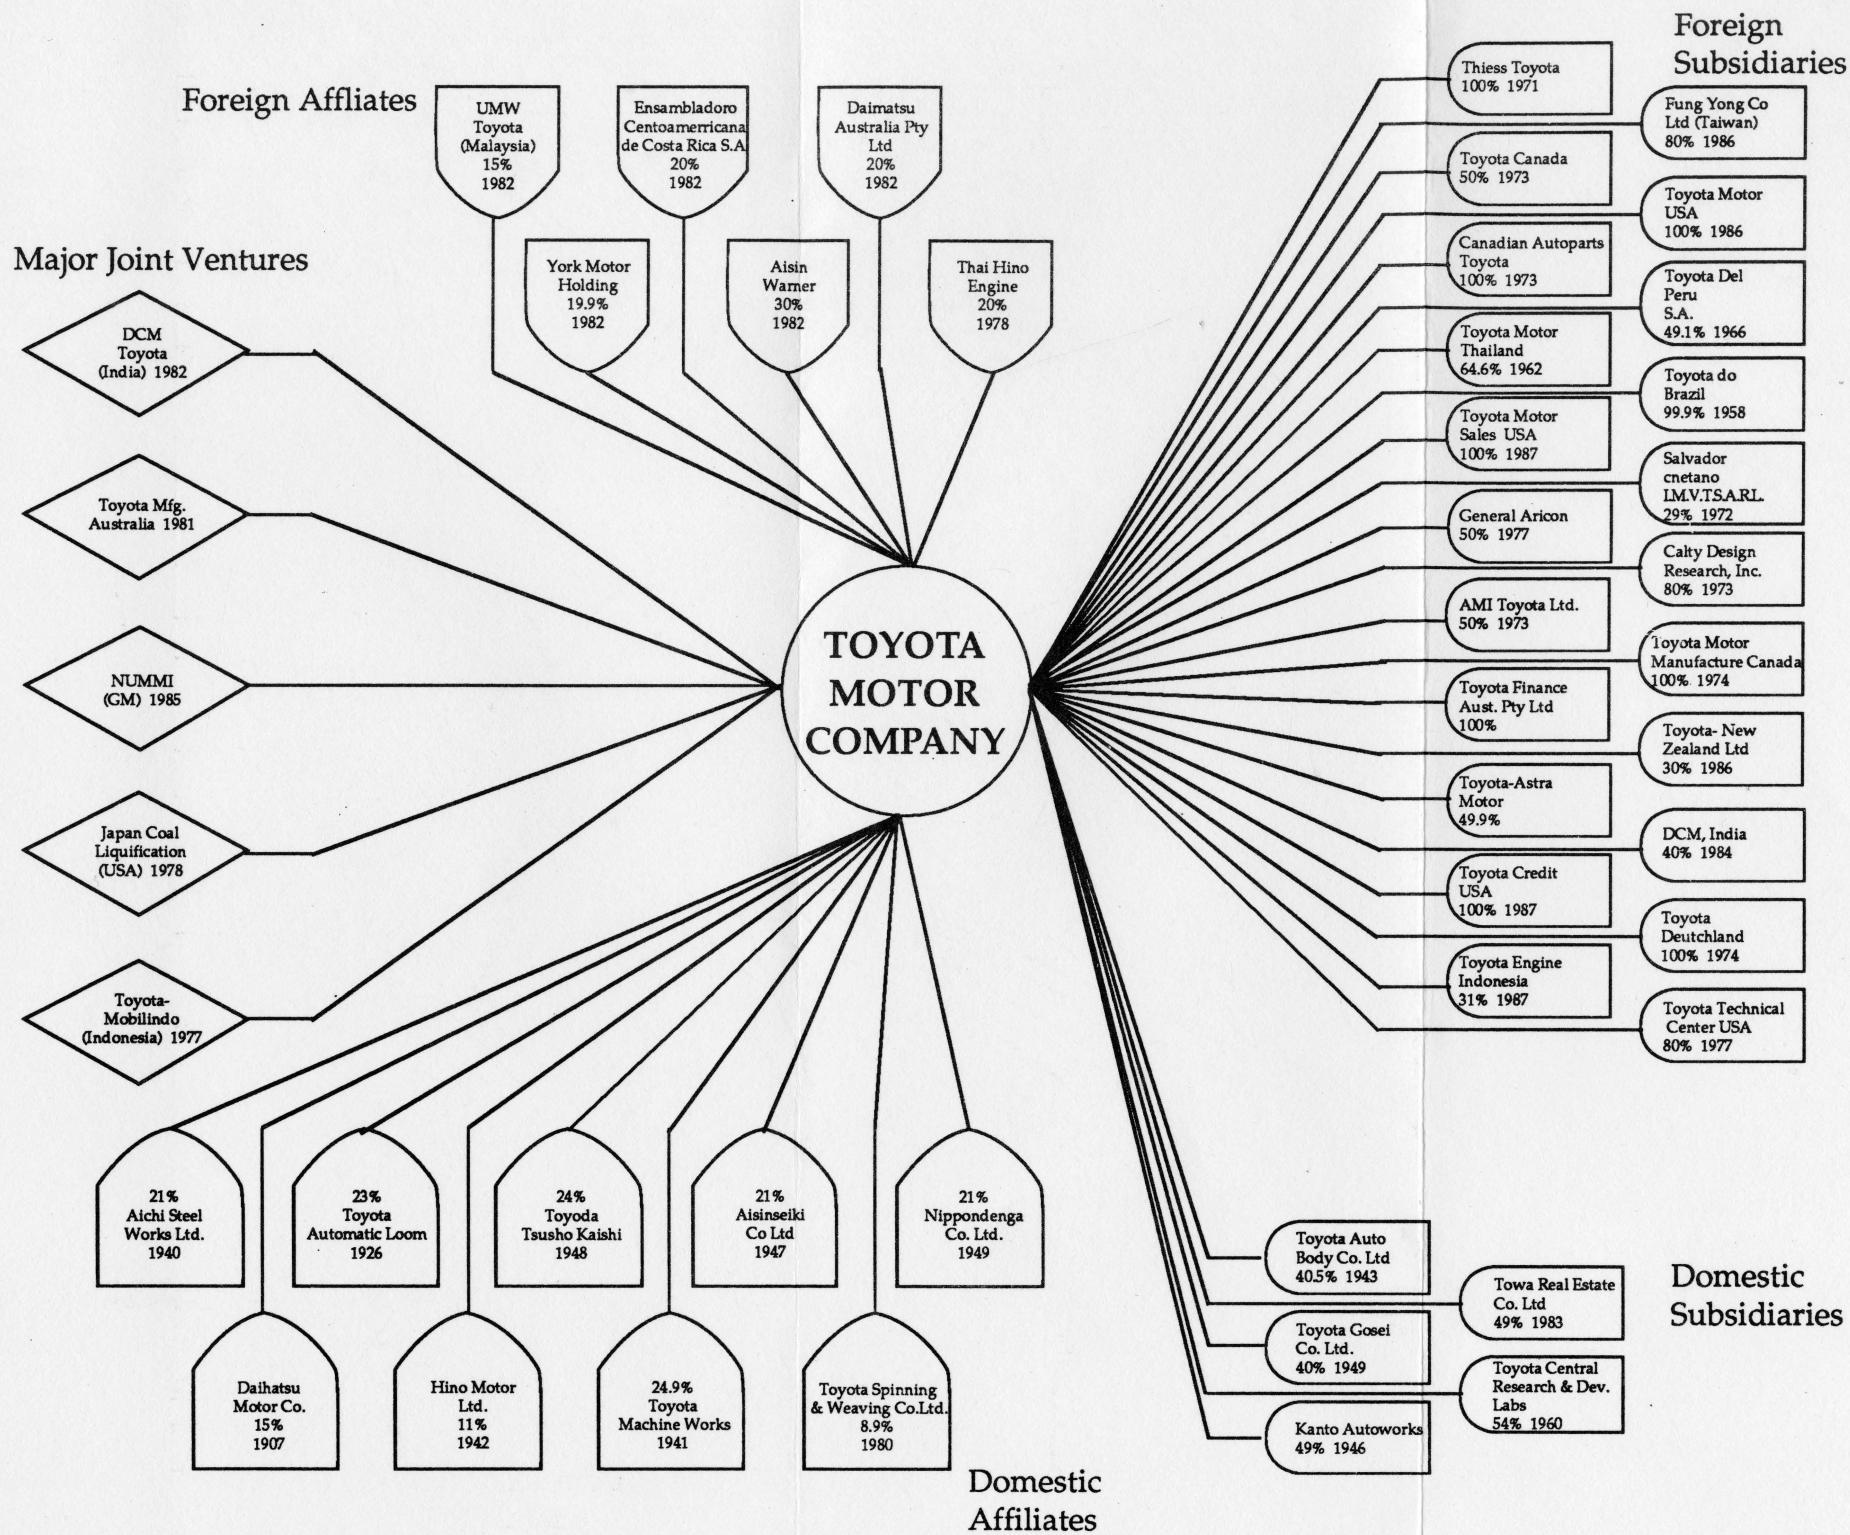 Foreign Affliates
UMW
Toyota
(Malaysia)
15%
1982
Ensambladoro
Centoamerricana
de Costa Rica S.A
20%
1982
Daimatsu
Australia Pty
Ltd
20%
1982
York Motor
Holding
19.9%
1982
Aisin
Warner
30%
1982
Thai Hino
Engine
20%
1978
Major Joint Ventures
DCM
Toyota
(India) 1982
Toyota Mfg.
Australia 1981
NUMMI
(GM) 1985
Japan Coal
Liquification
(USA) 1978
Toyota-
Mobilindo
(Indonesia) 1977
TOYOTA
MOTOR
COMPANY
Foreign
Subsidiaries
Thiess Toyota
100% 1971
Fung Yong Co
Ltd (Taiwan)
80% 1986
Toyota Canada
50% 1973
Toyota Motor
USA
100% 1986
Canadian Autoparts
Toyota
100% 1973
Toyota Del
Peru
S.A.
49.1% 1966
Toyota Motor
Thailand
64.6% 1962
Toyota do
Brazil
99.9% 1958
Toyota Motor
Sales USA
100% 1987
Salvador
cnetano
I.M.V.T.S.A.R.L.
29% 1972
General Aricon
50% 1977
Calty Design
Research, Inc.
80% 1973
AMI Toyota Ltd.
50% 1973
Toyota Motor
Manufacture Canada
100% 1974
Toyota Finance
Aust. Pty Ltd
100%
Toyota- New
Zealand Ltd
30% 1986
Toyota-Astra
Motor
49.9%
DCM, India
40% 1984
Toyota Credit
USA
100% 1987
Toyota
Deutchland
100% 1974
Toyota Engine
Indonesia
31% 1987
Toyota Technical
Center USA
80% 1977
21%
Aichi Steel
Works Ltd.
1940
23%
Toyota
Automatic Loom
1926
24%
Toyoda
Tsusho Kaishi
1948
21%
Aisinseiki
Co Ltd
1947
21%
Nippondenga
Co. Ltd.
1949
Daihatsu
Motor Co.
15%
1907
Hino Motor
Ltd.
11%
1942
24.9%
Toyota
Machine Works
1941
Toyota Spinning
& Weaving Co.Ltd.
8.9%
1980
Domestic
Affiliates
Toyota Auto
Body Co. Ltd
40.5% 1943
Towa Real Estate
Co. Ltd
49% 1983
Toyota Gosei
Co. Ltd.
40% 1949
Toyota Central
Research & Dev.
Labs
54% 1960
Kanto Autoworks
49% 1946
Domestic
Subsidiaries